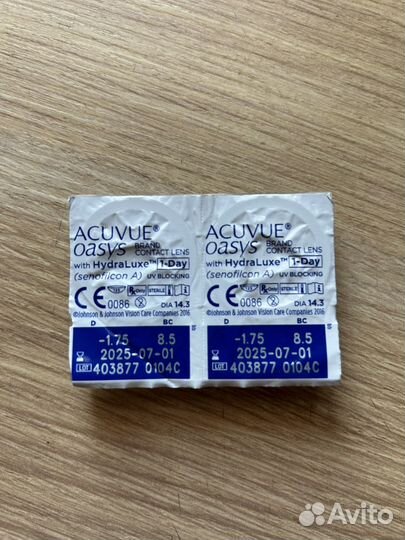 ACUVUE®
oasys BRAND CONTACT LENS
with HydraLuxe™ 1-Day
(senofilcon A) UV BLOCKING
CE 0086 DIA 14.3
©Johnson & Johnson Vision Care Companies 2016
D BC
-1.75 8.5
2025-07-01
LOT 403877 0104C
ACUVUE®
oasys BRAND CONTACT LENS
with HydraLuxe™ 1-Day
(senofilcon A) UV BLOCKING
Rx Only STERILE
CE 0086 DIA 14.3
©Johnson & Johnson Vision Care Companies 2016
D BC
-1.75 8.5
2025-07-01
LOT 403877 0104C
Avito